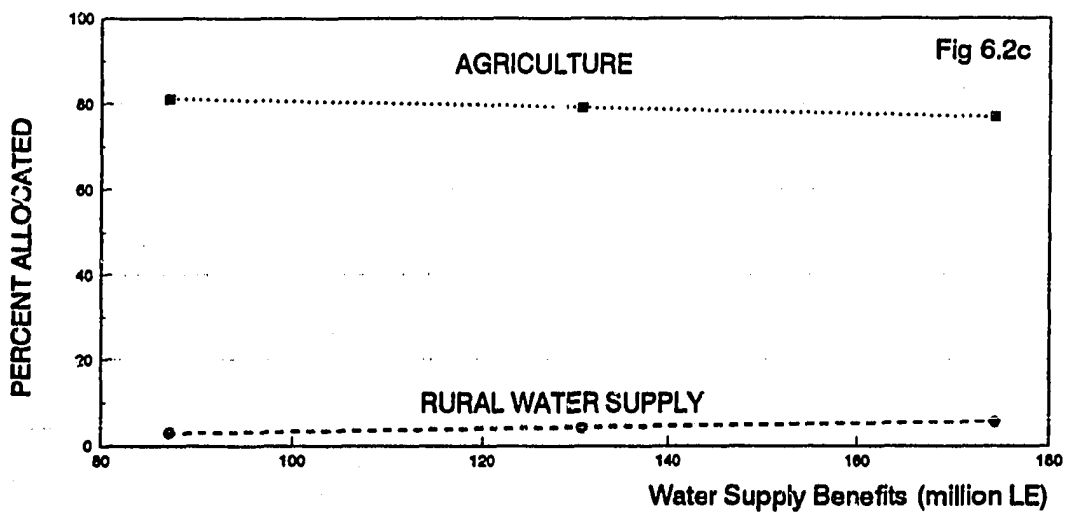 100
Fig 6.2c
AGRICULTURE
80
60
40
20
0
PERCENT ALLOCATED
RURAL WATER SUPPLY
80
100
120
140
160
180
Water Supply Benefits (million LE)